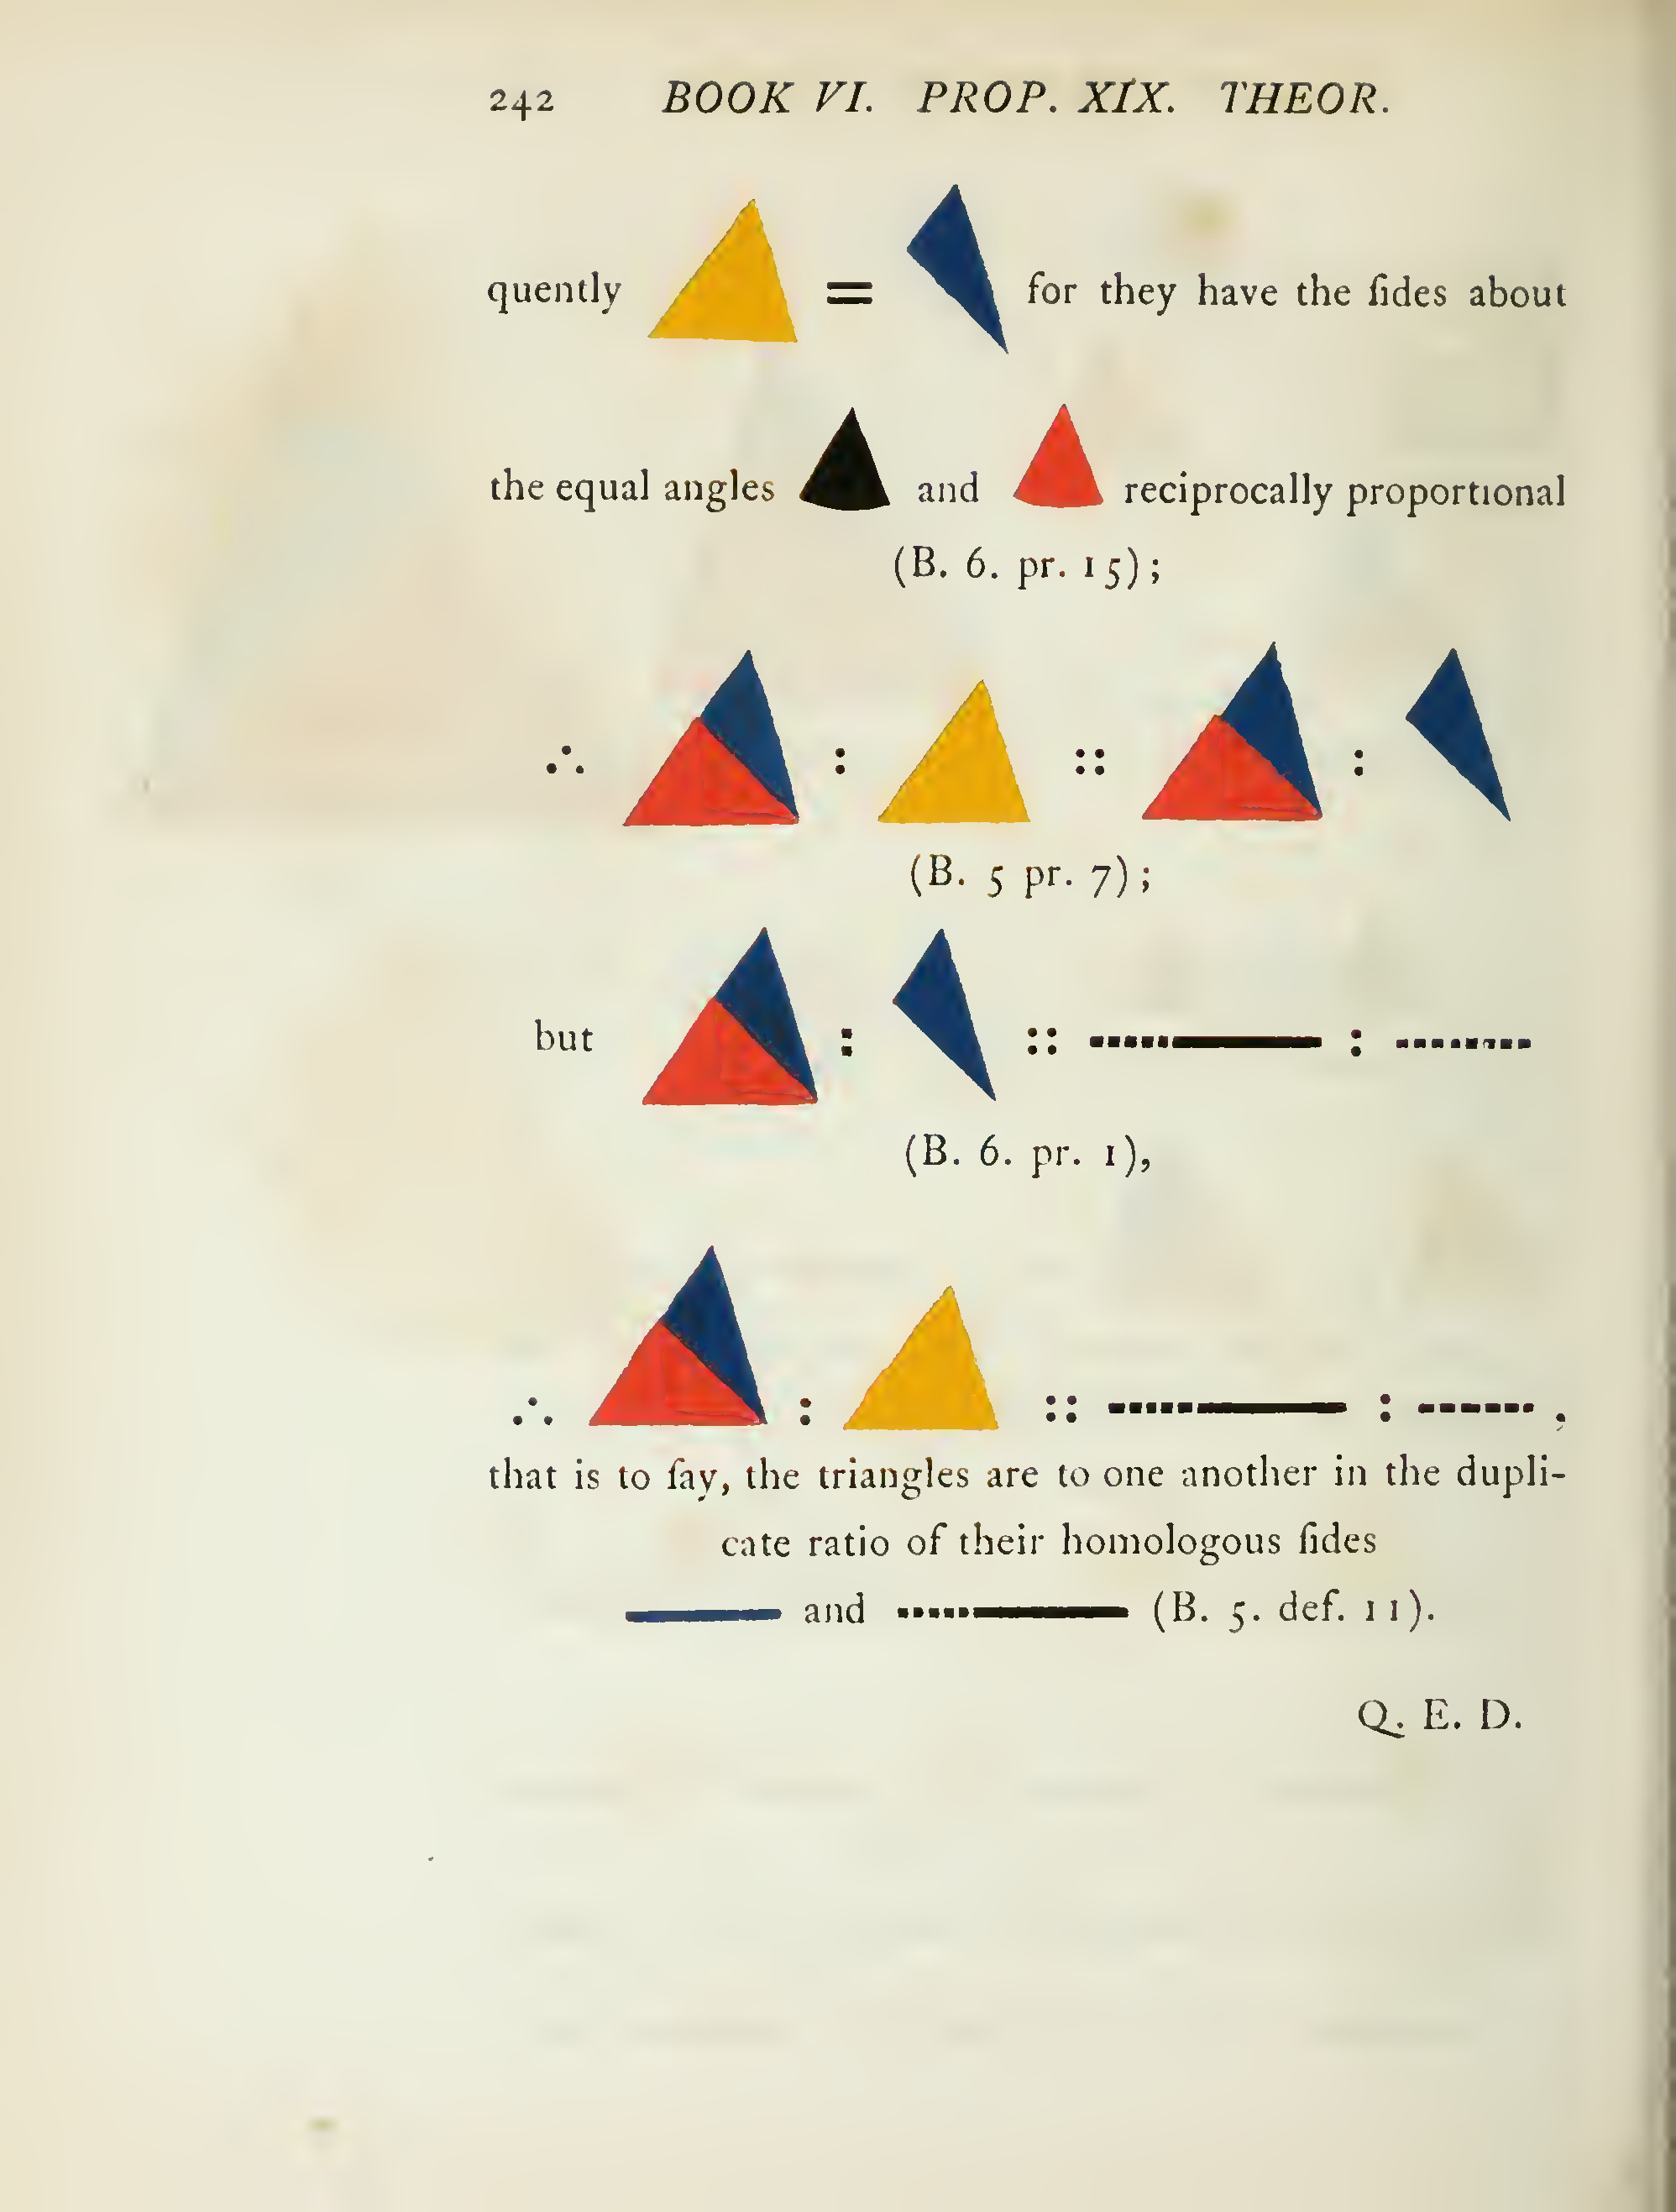 242 BOOK VI. PROP. XIX. THEOR.
quently = for they have the ſides about
the equal angles and reciprocally proportional
(B. 6. pr. 15);
∴ : :: :
(B. 5 pr. 7);
but : :: :
(B. 6. pr. 1),
∴ : :: : ,
that is to ſay, the triangles are to one another in the dupli-
cate ratio of their homologous ſides
and (B. 5. def. 11).
Q. E. D.